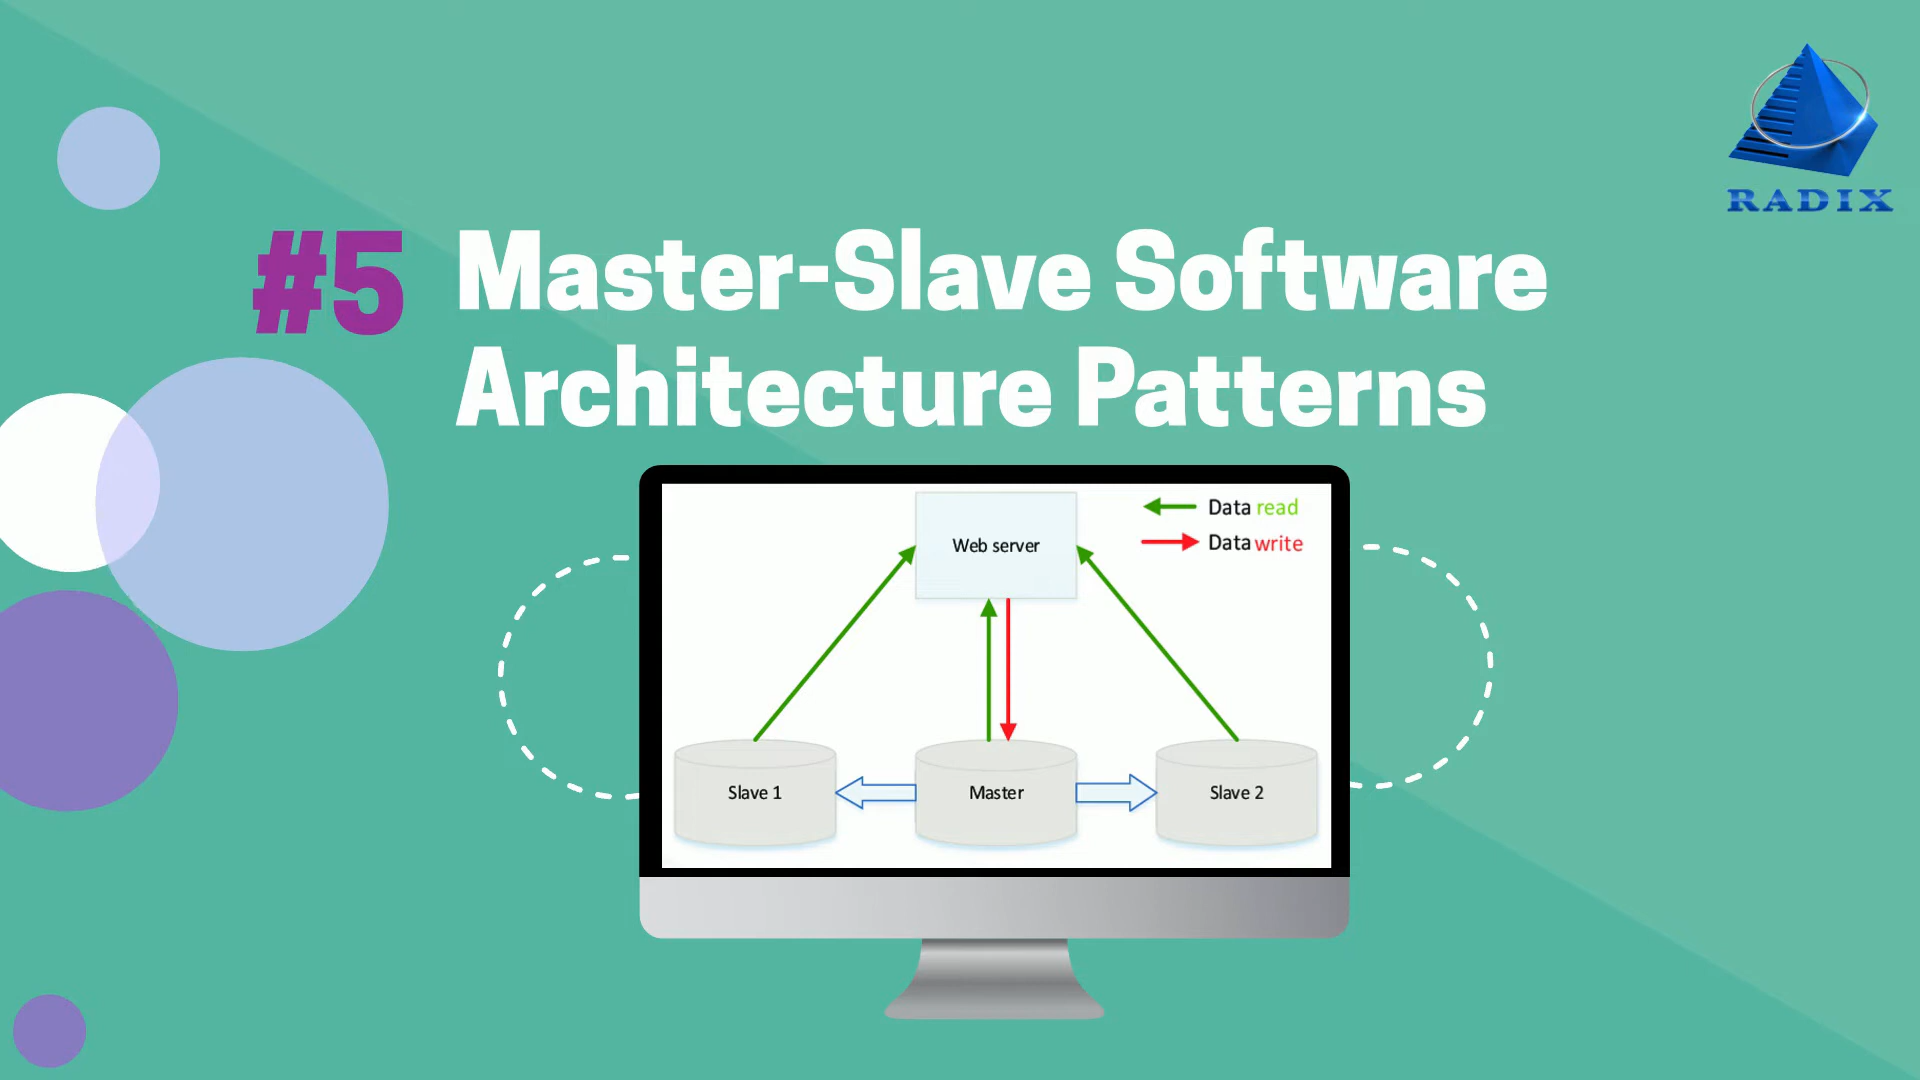 RADIX
#5 Master-Slave Software
Architecture Patterns
Data read
Data write
Web server
Slave 1
Master
Slave 2